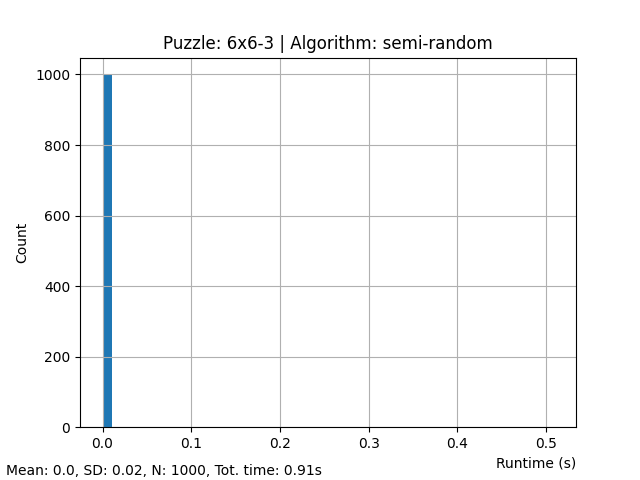 Puzzle: 6x6-3 | Algorithm: semi-random
1000
800
600
400
200
0
Count
0.0 0.1 0.2 0.3 0.4 0.5
Runtime (s)
Mean: 0.0, SD: 0.02, N: 1000, Tot. time: 0.91s